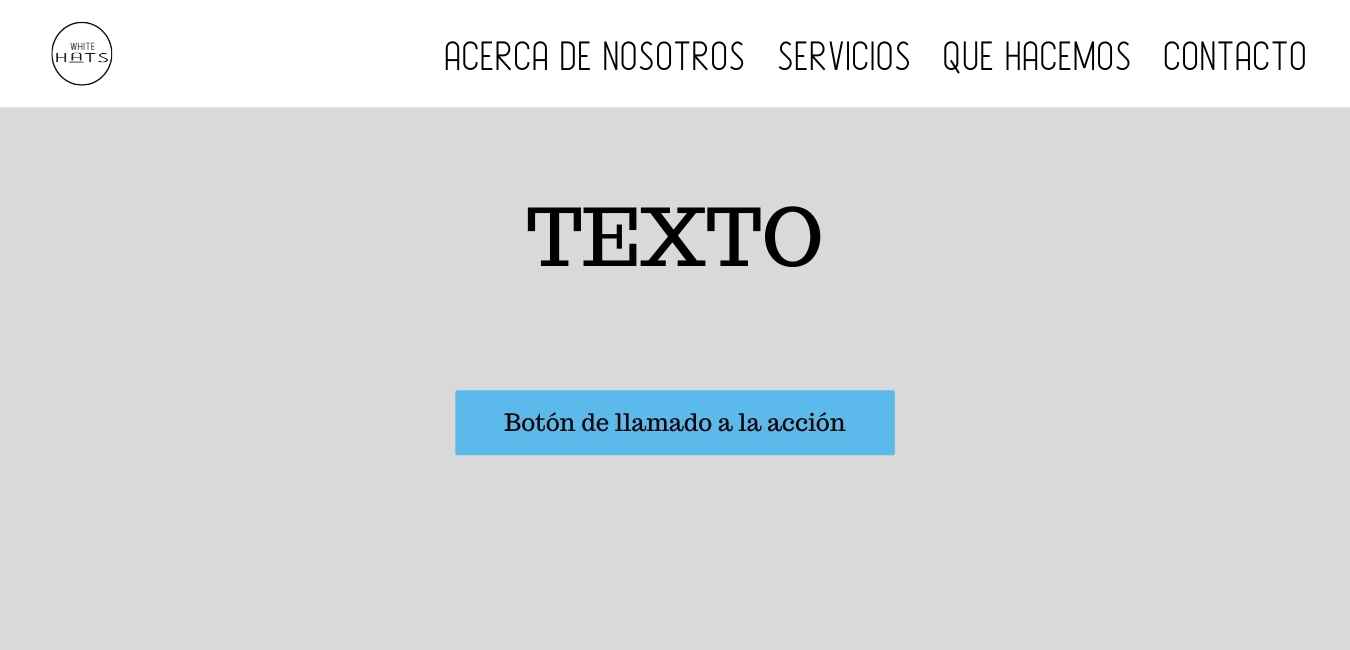 WHITE
HATS
ACERCA DE NOSOTROS SERVICIOS QUE HACEMOS CONTACTO
TEXTO
Botón de llamado a la acción